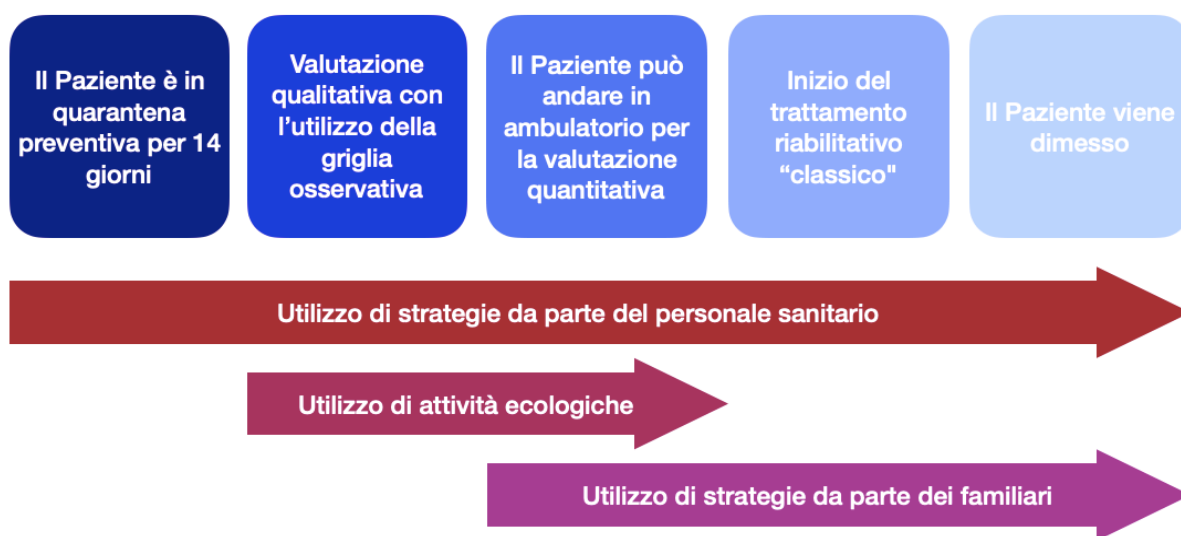 Il Paziente è in
quarantena
preventiva per 14
giorni
Valutazione
qualitativa con
l’utilizzo della
griglia
osservativa
Il Paziente può
andare in
ambulatorio per
la valutazione
quantitativa
Inizio del
trattamento
riabilitativo
“classico"
Il Paziente viene
dimesso
Utilizzo di strategie da parte del personale sanitario
Utilizzo di attività ecologiche
Utilizzo di strategie da parte dei familiari